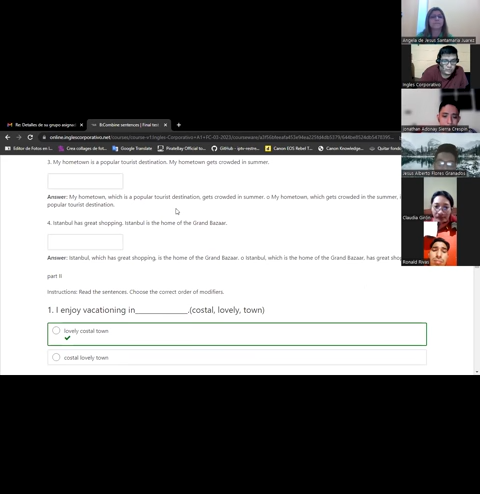 Angela de Jesus Santamaria Juarez
Ingles Corporativo
Jonathan Adonay Sierra Crespin
Jesus Alberto Flores Granados
Claudia Girón
Ronald Rivas
Re: Detalles de su grupo asignado
B:Combine sentences | Final test
online.inglescorporativo.net
Editor de Fotos en l...
Crea collages de fot...
Google Translate
PirateBay Official to...
GitHub - iptv-restre...
Canon EOS Rebel T...
Canon Knowledge...
Quitar fondo
3. My hometown is a popular tourist destination. My hometown gets crowded in summer.
Answer: My hometown, which is a popular tourist destination, gets crowded in summer. o My hometown, which gets crowded in the summer,
popular tourist destination.
4. Istanbul has great shopping. Istanbul is the home of the Grand Bazaar.
Answer: Istanbul, which has great shopping, is the home of the Grand Bazaar. o Istanbul, which is the home of the Grand Bazaar, has great
part II
Instructions: Read the sentences. Choose the correct order of modifiers.
1. I enjoy vacationing in____________.(costal, lovely, town)
lovely costal town
costal lovely town